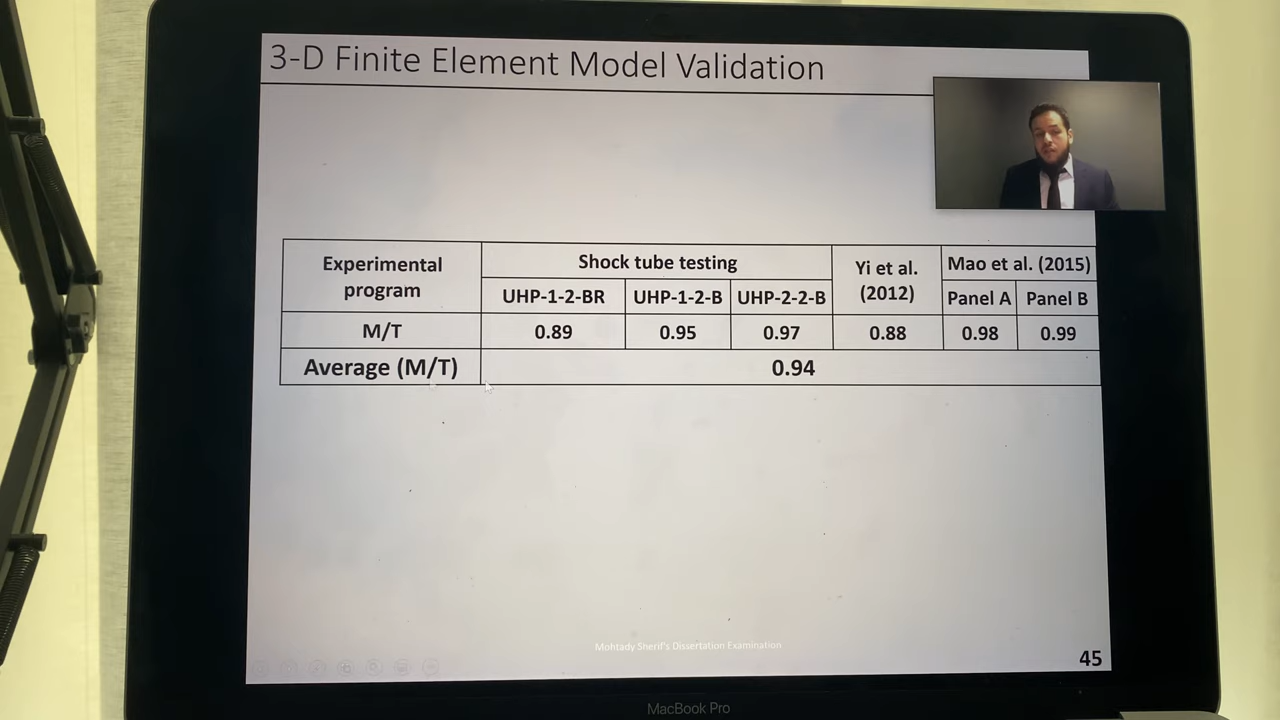 3-D Finite Element Model Validation
Experimental program
Shock tube testing
Yi et al. (2012)
Mao et al. (2015)
UHP-1-2-BR
UHP-1-2-B
UHP-2-2-B
Panel A
Panel B
M/T
0.89
0.95
0.97
0.88
0.98
0.99
Average (M/T)
0.94
Mohtady Sherif's Dissertation Examination
45
MacBook Pro